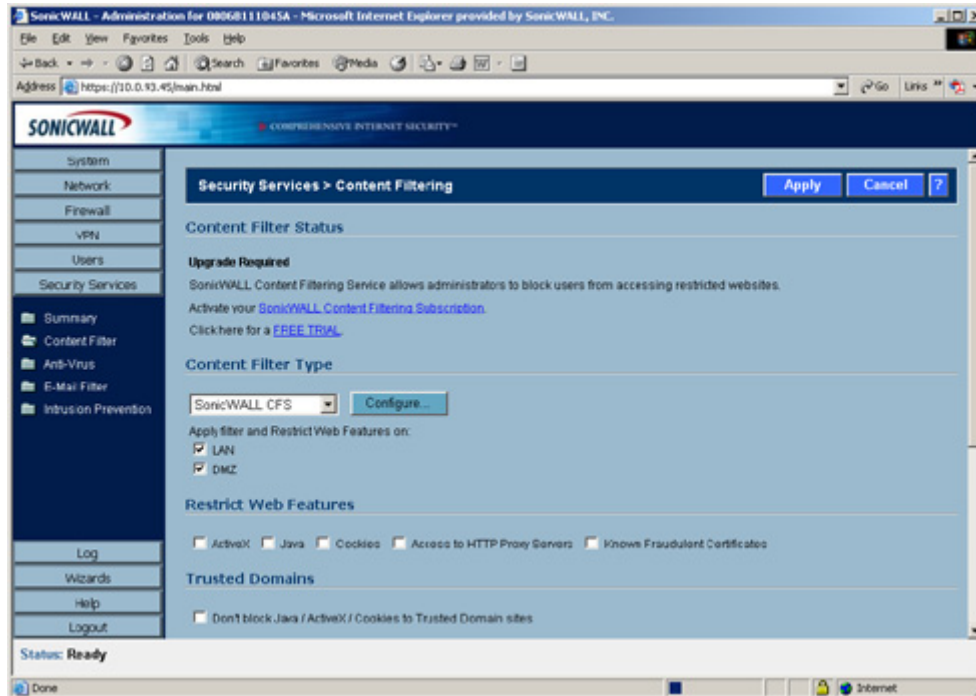 SonicWALL - Administration for 00068111045A - Microsoft Internet Explorer provided by SonicWALL, INC.
File Edit View Favorites Tools Help
Back Search Favorites Media
Address https://10.0.93.45/main.html Go Links »
SONICWALL COMPREHENSIVE INTERNET SECURITY™
System
Network
Firewall
VPN
Users
Security Services
Summary
Content Filter
Anti-Virus
E-Mail Filter
Intrusion Prevention
Log
Wizards
Help
Logout
Security Services > Content Filtering Apply Cancel ?
Content Filter Status
Upgrade Required
SonicWALL Content Filtering Service allows administrators to block users from accessing restricted websites.
Activate your SonicWALL Content Filtering Subscription.
Click here for a FREE TRIAL.
Content Filter Type
SonicWALL CFS Configure...
Apply filter and Restrict Web Features on:
LAN
DMZ
Restrict Web Features
ActiveX Java Cookies Access to HTTP Proxy Servers Known Fraudulent Certificates
Trusted Domains
Don't block Java / ActiveX / Cookies to Trusted Domain sites
Status: Ready
Done Internet